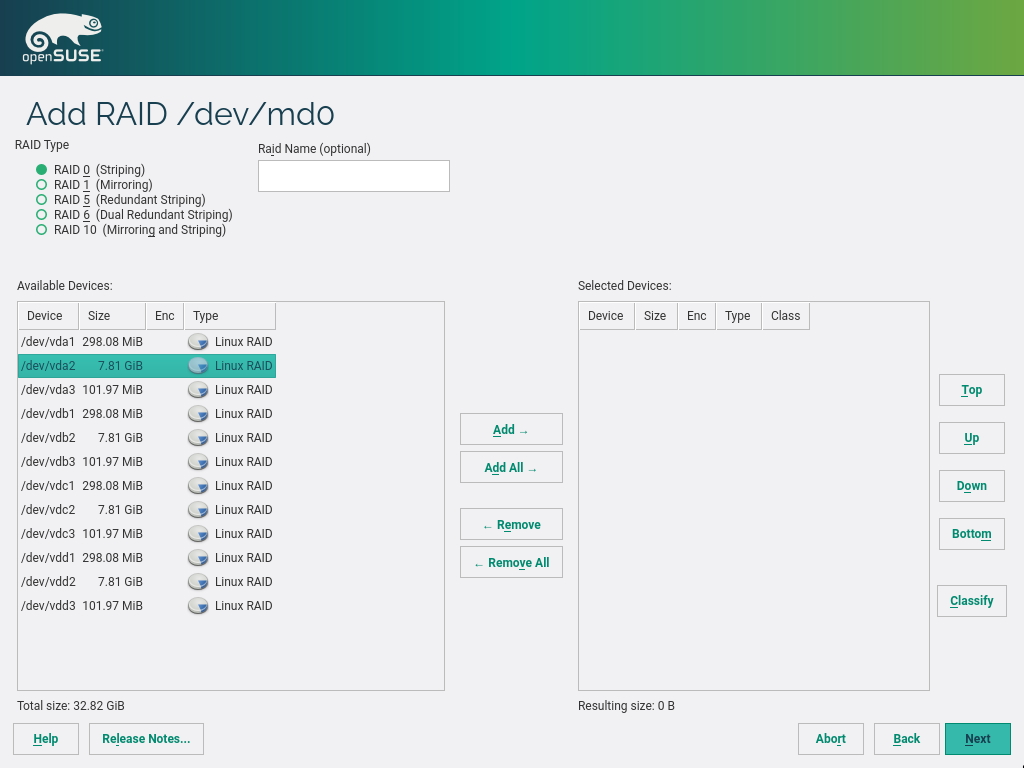 openSUSE
Add RAID /dev/md0
RAID Type
RAID 0 (Striping)
RAID 1 (Mirroring)
RAID 5 (Redundant Striping)
RAID 6 (Dual Redundant Striping)
RAID 10 (Mirroring and Striping)
Raid Name (optional)
Available Devices:
Device Size Enc Type
/dev/vda1 298.08 MiB Linux RAID
/dev/vda2 7.81 GiB Linux RAID
/dev/vda3 101.97 MiB Linux RAID
/dev/vdb1 298.08 MiB Linux RAID
/dev/vdb2 7.81 GiB Linux RAID
/dev/vdb3 101.97 MiB Linux RAID
/dev/vdc1 298.08 MiB Linux RAID
/dev/vdc2 7.81 GiB Linux RAID
/dev/vdc3 101.97 MiB Linux RAID
/dev/vdd1 298.08 MiB Linux RAID
/dev/vdd2 7.81 GiB Linux RAID
/dev/vdd3 101.97 MiB Linux RAID
Total size: 32.82 GiB
Add →
Add All →
← Remove
← Remove All
Selected Devices:
Device Size Enc Type Class
Resulting size: 0 B
Top
Up
Down
Bottom
Classify
Help Release Notes... Abort Back Next